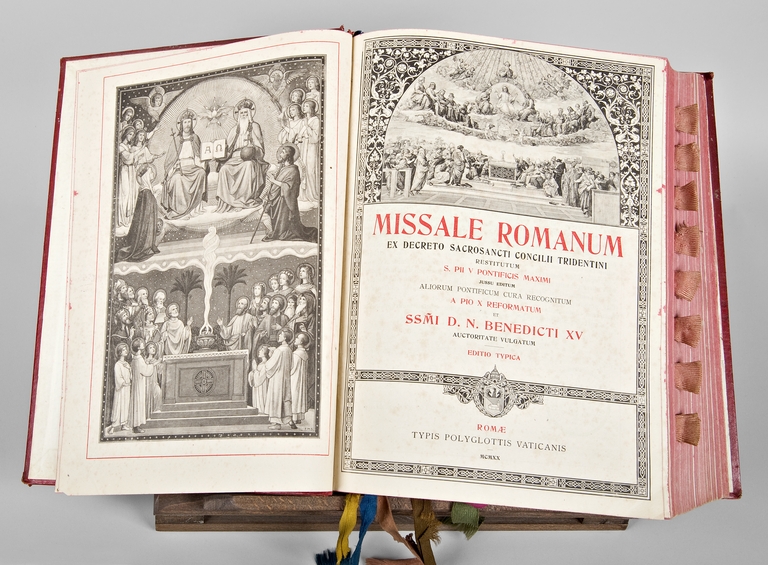 Α Ω
MISSALE ROMANUM
EX DECRETO SACROSANCTI CONCILII TRIDENTINI
RESTITUTUM
S. PII V PONTIFICIS MAXIMI
JUSSU EDITUM
ALIORUM PONTIFICUM CURA RECOGNITUM
A PIO X REFORMATUM
ET
SSM̃I D. N. BENEDICTI XV
AUCTORITATE VULGATUM
EDITIO TYPICA
ROMÆ
TYPIS POLYGLOTTIS VATICANIS
MCMXX